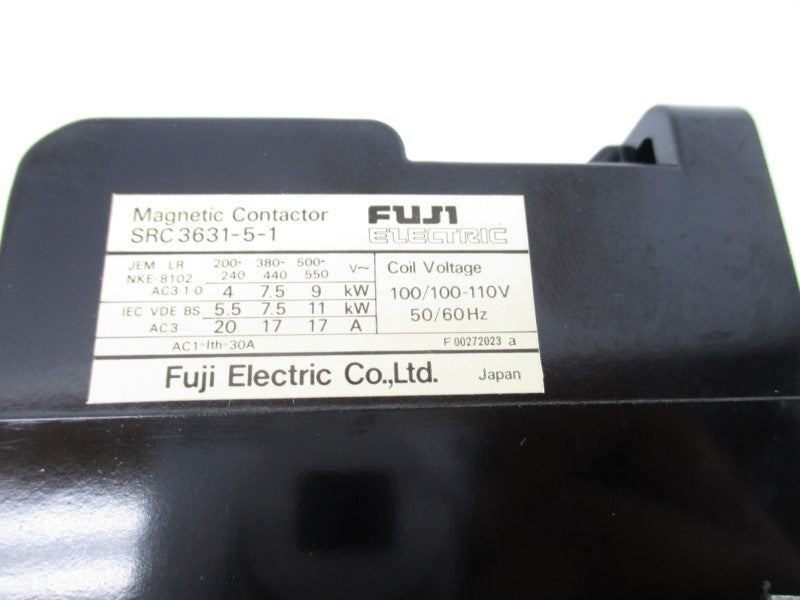 Magnetic Contactor FUJI
SRC 3631-5-1 ELECTRIC
JEM LR 200- 380- 500- V~ Coil Voltage
NKE-8102 240 440 550
AC3·1·0 4 7.5 9 kW 100/100-110V
IEC VDE BS 5.5 7.5 11 kW 50/60Hz
AC3 20 17 17 A
AC1-Ith-30A F 00272023 a
Fuji Electric Co.,Ltd. Japan